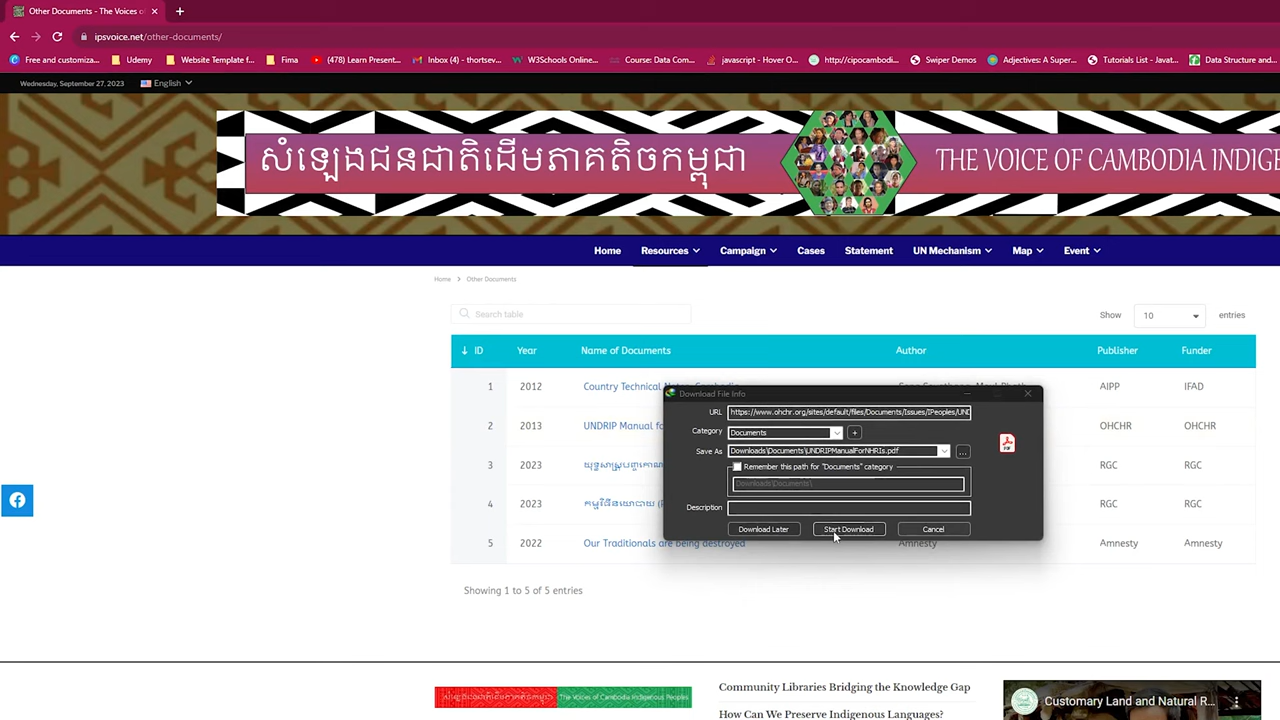 Other Documents - The Voices of
ipsvoice.net/other-documents/
Free and customiza...
Udemy
Website Template f...
Fima
(478) Learn Present...
Inbox (4) - thortsev...
W3Schools Onlin...
Course: Data Com...
javascript - Hover O...
http://cipocambodi...
Swiper Demos
Adjectives: A Super...
Tutorials List - Javat...
Data Structure and
Wednesday, September 27, 2023
English
សំឡេងជនជាតិដើមភាគតិចកម្ពុជា
THE VOICE OF CAMBODIA INDIGE
Home Resources Campaign Cases Statement UN Mechanism Map Event
Home > Other Documents
Search table
Show 10 entries
ID Year Name of Documents Author Publisher Funder
1 2012 Country Technical AIPP IFAD
2 2013 UNDRIP Manual fo OHCHR OHCHR
3 2023 RGC RGC
4 2023 RGC RGC
5 2022 Our Traditionals are being destroyed Amnesty Amnesty Amnesty
Showing 1 to 5 of 5 entries
Download File Info
URL https://www.ohchr.org/sites/default/files/Documents/Issues/IPeoples/UND
Category Documents
Save As Downloads\Documents\UNDRIPManualForNHRIs.pdf
Remember this path for "Documents" category
Downloads\Documents\
Description
Download Later Start Download Cancel
PDF
The Voices of Cambodia Indigenous Peoples
Community Libraries Bridging the Knowledge Gap
How Can We Preserve Indigenous Languages?
Customary Land and Natural R...